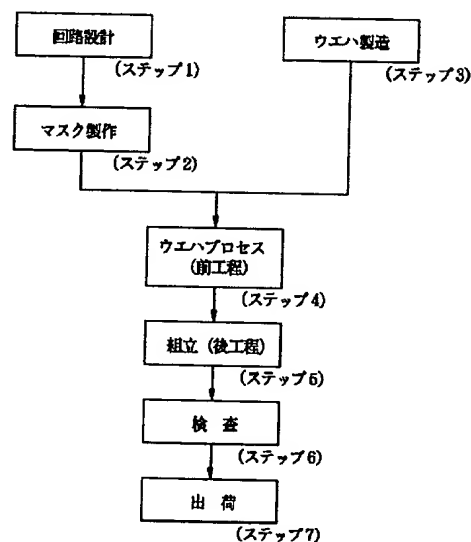 回路設計
(ステップ1)
ウエハ製造
(ステップ3)
マスク製作
(ステップ2)
ウエハプロセス
(前工程)
(ステップ4)
組立 (後工程)
(ステップ5)
検 査
(ステップ6)
出 荷
(ステップ7)